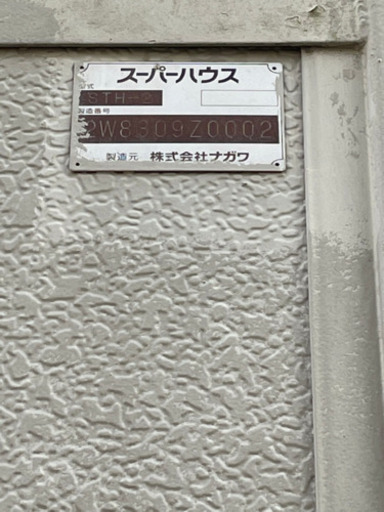 スーパーハウス
型式
STH-2
製造番号
2W8309Z0002
製造元 株式会社ナガワ